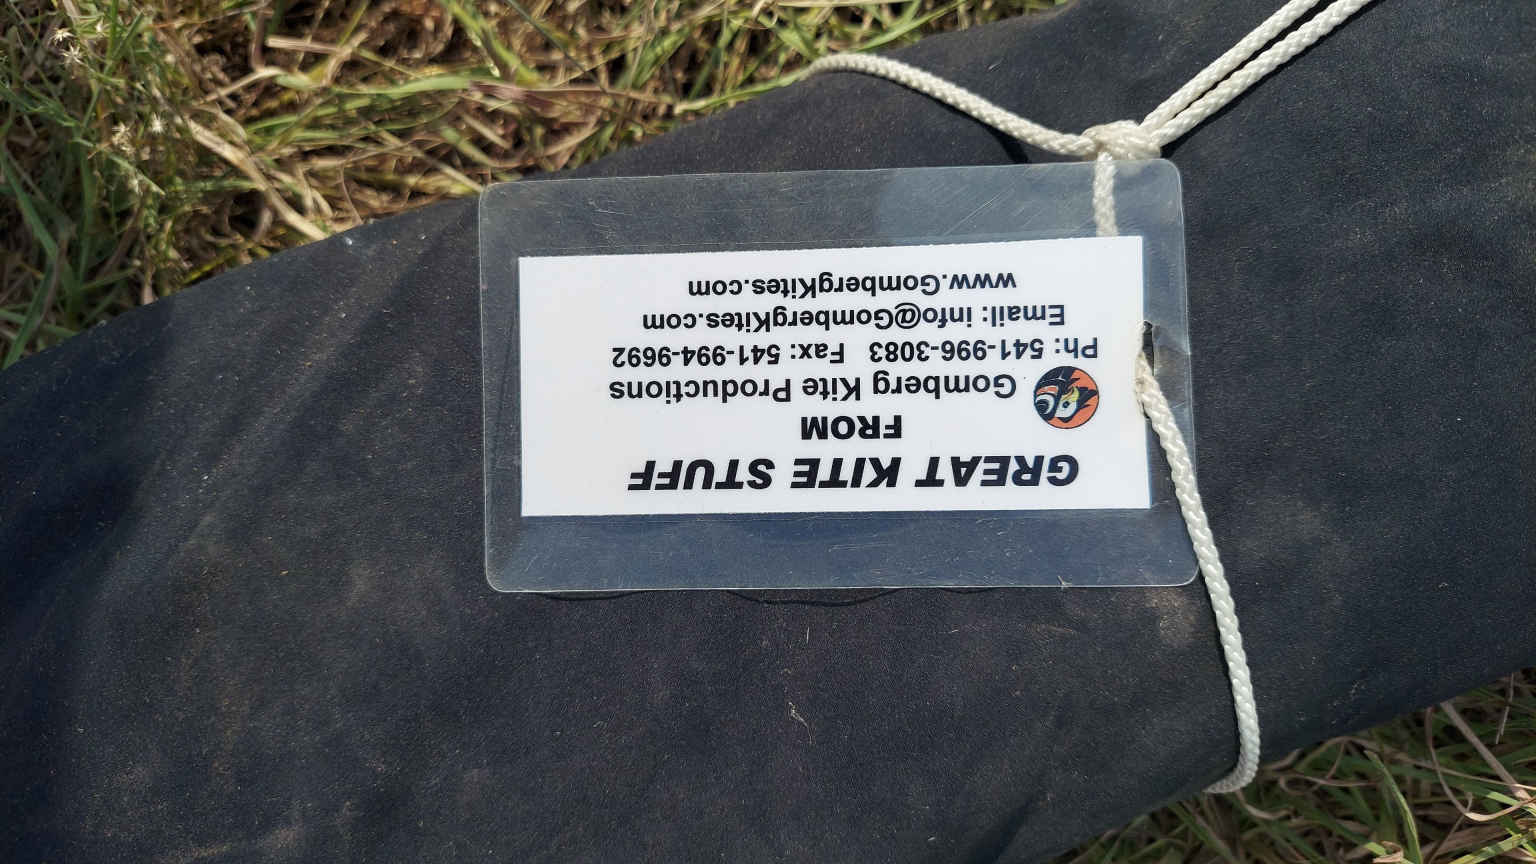 GREAT KITE STUFF
FROM
Gomberg Kite Productions
Ph: 541-996-3083 Fax: 541-994-9692
Email: info@GombergKites.com
www.GombergKites.com